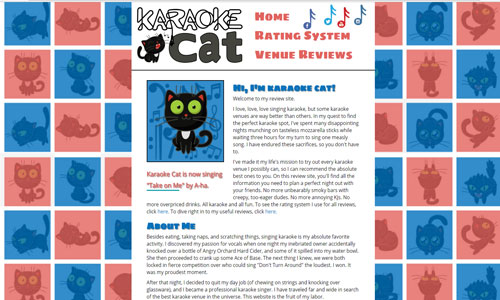 KARAOKE
cat
Home
Rating System
Venue Reviews
Hi, I'm karaoke cat!
Welcome to my review site.
I love, love, love singing karaoke, but some karaoke
venues are way better than others. In my quest to find
the perfect karaoke spot, I've spent many disappointing
nights munching on tasteless mozzarella sticks while
waiting three hours for my turn to sing one measly
song. I have endured these sacrifices, so you don't have
to.
I've made it my life's mission to try out every karaoke
venue I possibly can, so I can recommend the absolute
best ones to you. On this review site, you'll find all the
information you need to plan a perfect night out with
your friends. No more unbearably smoky bars with
creepy, too-eager dudes. No more annoying KJs. No
more overpriced drinks. All karaoke and all fun. To see the rating system I use for all reviews,
click here. To dive right in to my useful reviews, click here.
Karaoke Cat is now singing
"Take on Me" by A-ha.
About Me
Besides eating, taking naps, and scratching things, singing karaoke is my absolute favorite
activity. I discovered my passion for vocals when one night my inebriated owner accidentally
knocked over a bottle of Angry Orchard Hard Cider, and some of it spilled into my water bowl.
She then proceeded to crank up some Ace of Base. The next thing I knew, we were both
locked in fierce competition over who could sing "Don't Turn Around" the loudest. I won. It
was my proudest moment.
After that night, I decided to quit my day job (of chewing on strings and knocking over
glassware), and I became a professional karaoke singer. I have traveled far and wide in search
of the best karaoke venue in the universe. This website is the fruit of my labor.